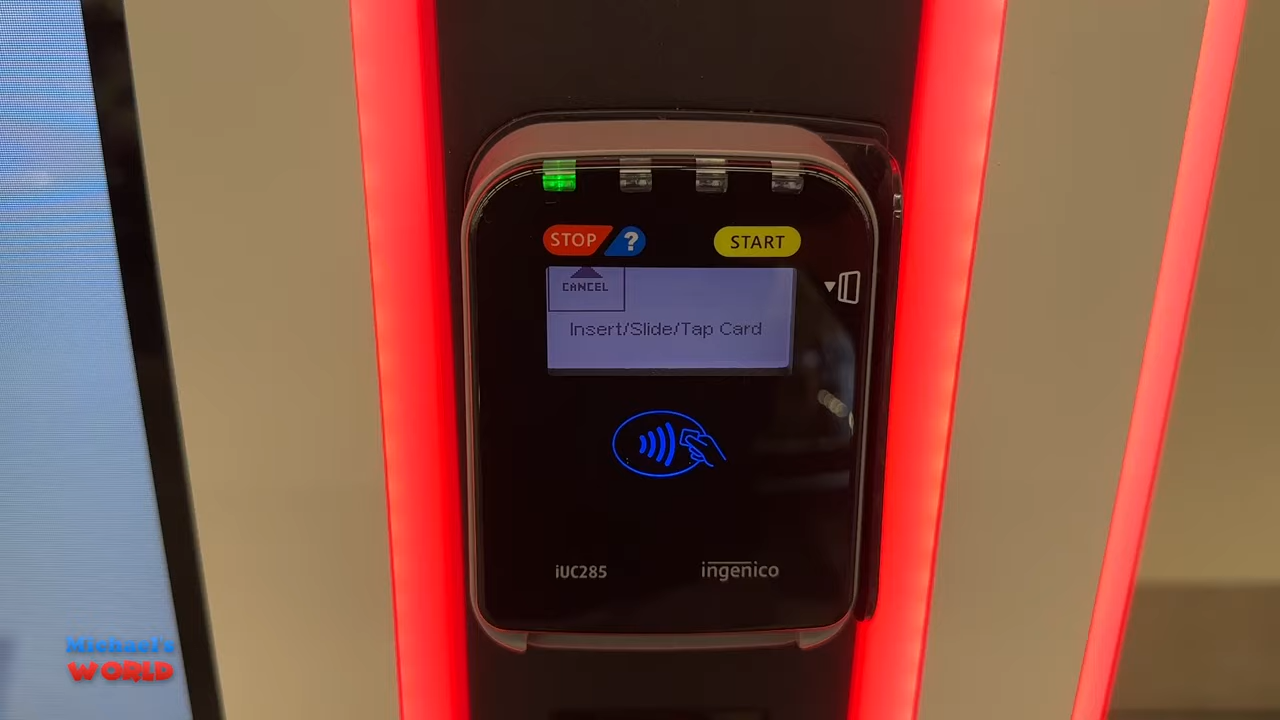 STOP ? START
CANCEL
Insert/Slide/Tap Card
iUC285 ingenico
Michael's
WORLD